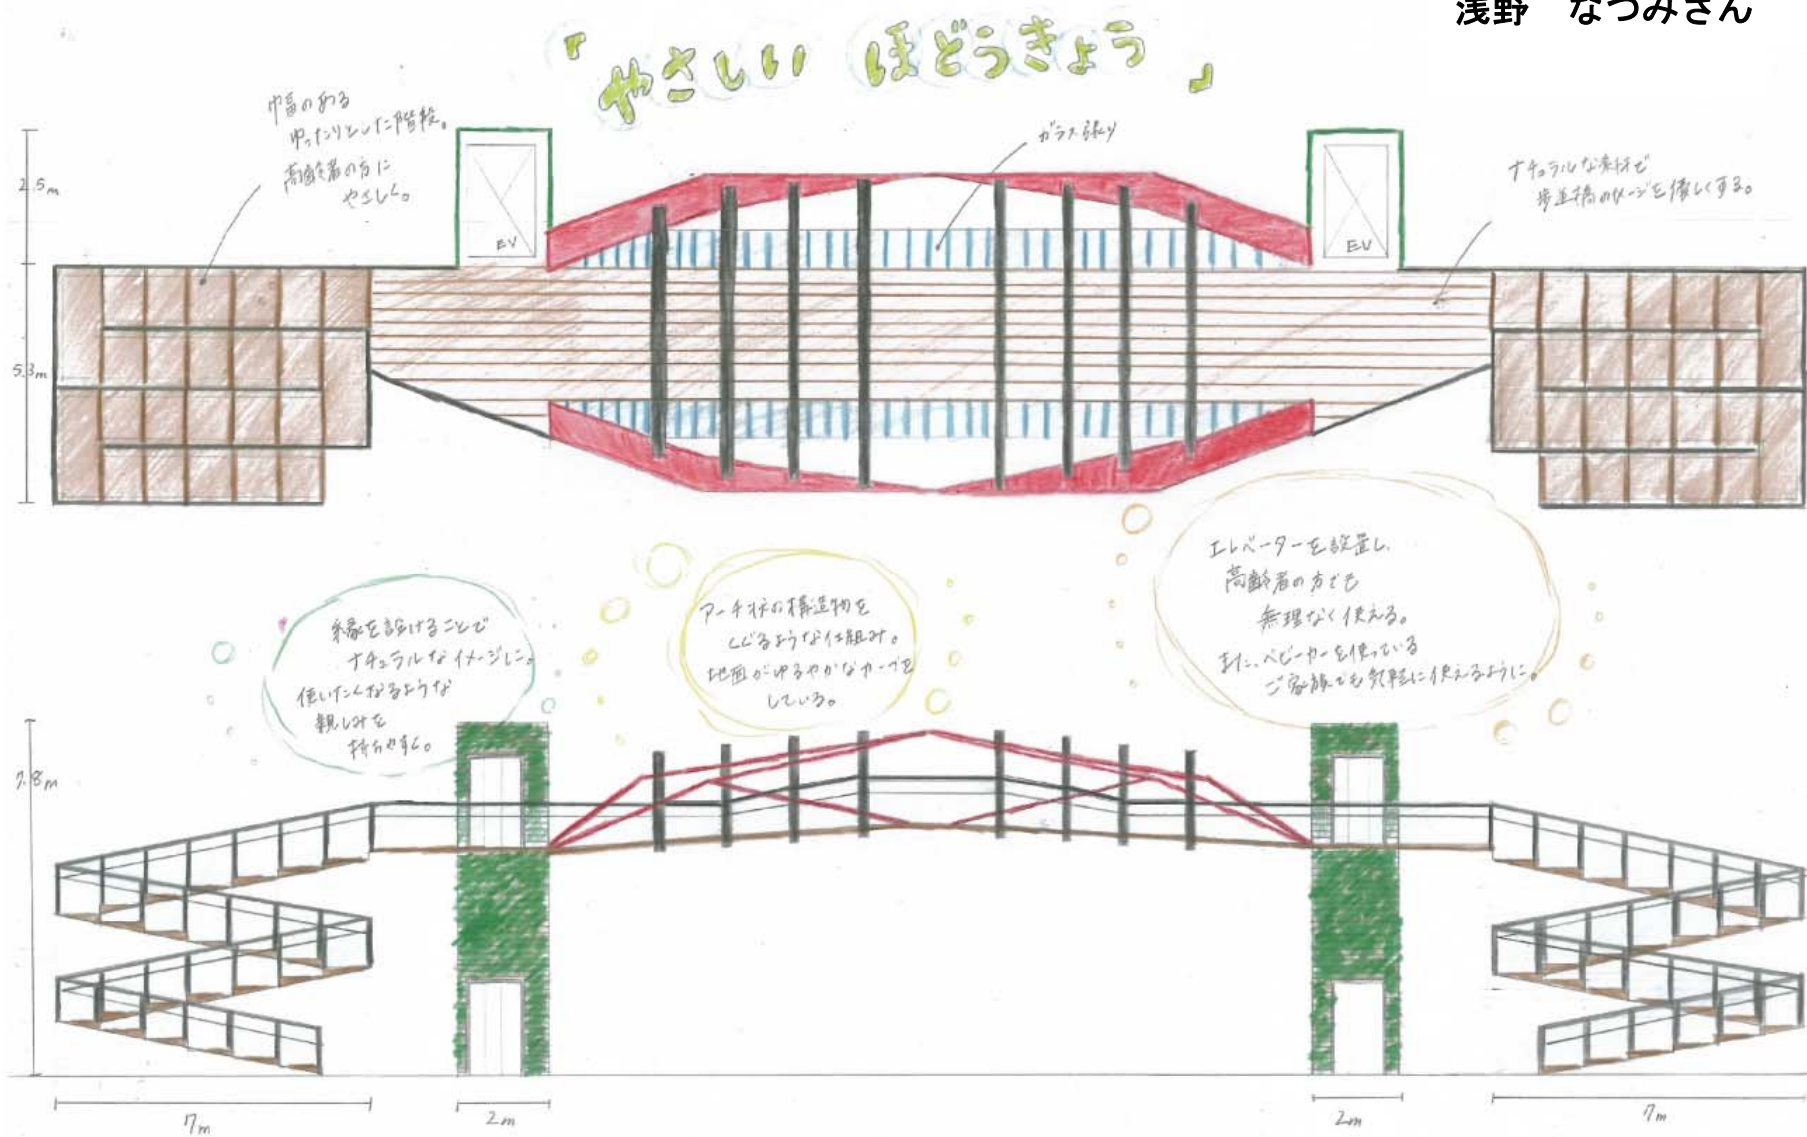 浅野 なつみさん
『やさしい ほどうきょう』
巾富のある
ゆったりとした階段。
高齢者の方に
やさしく。
ガラス張り
ナチュラルな素材で
歩道橋のイメージを優しくする。
2.5m
EV
EV
5.3m
緑を設けることで
ナチュラルなイメージに。
使いたくなるような
親しみを
持ちやすく。
アーチ状の構造物を
くぐるような仕組み。
地面がゆるやかなカーブを
している。
エレベーターを設置し、
高齢者の方でも
無理なく使える。
また、ベビーカーを使っている
ご家族でも気軽に使えるように。
7m
2m
2m
7m